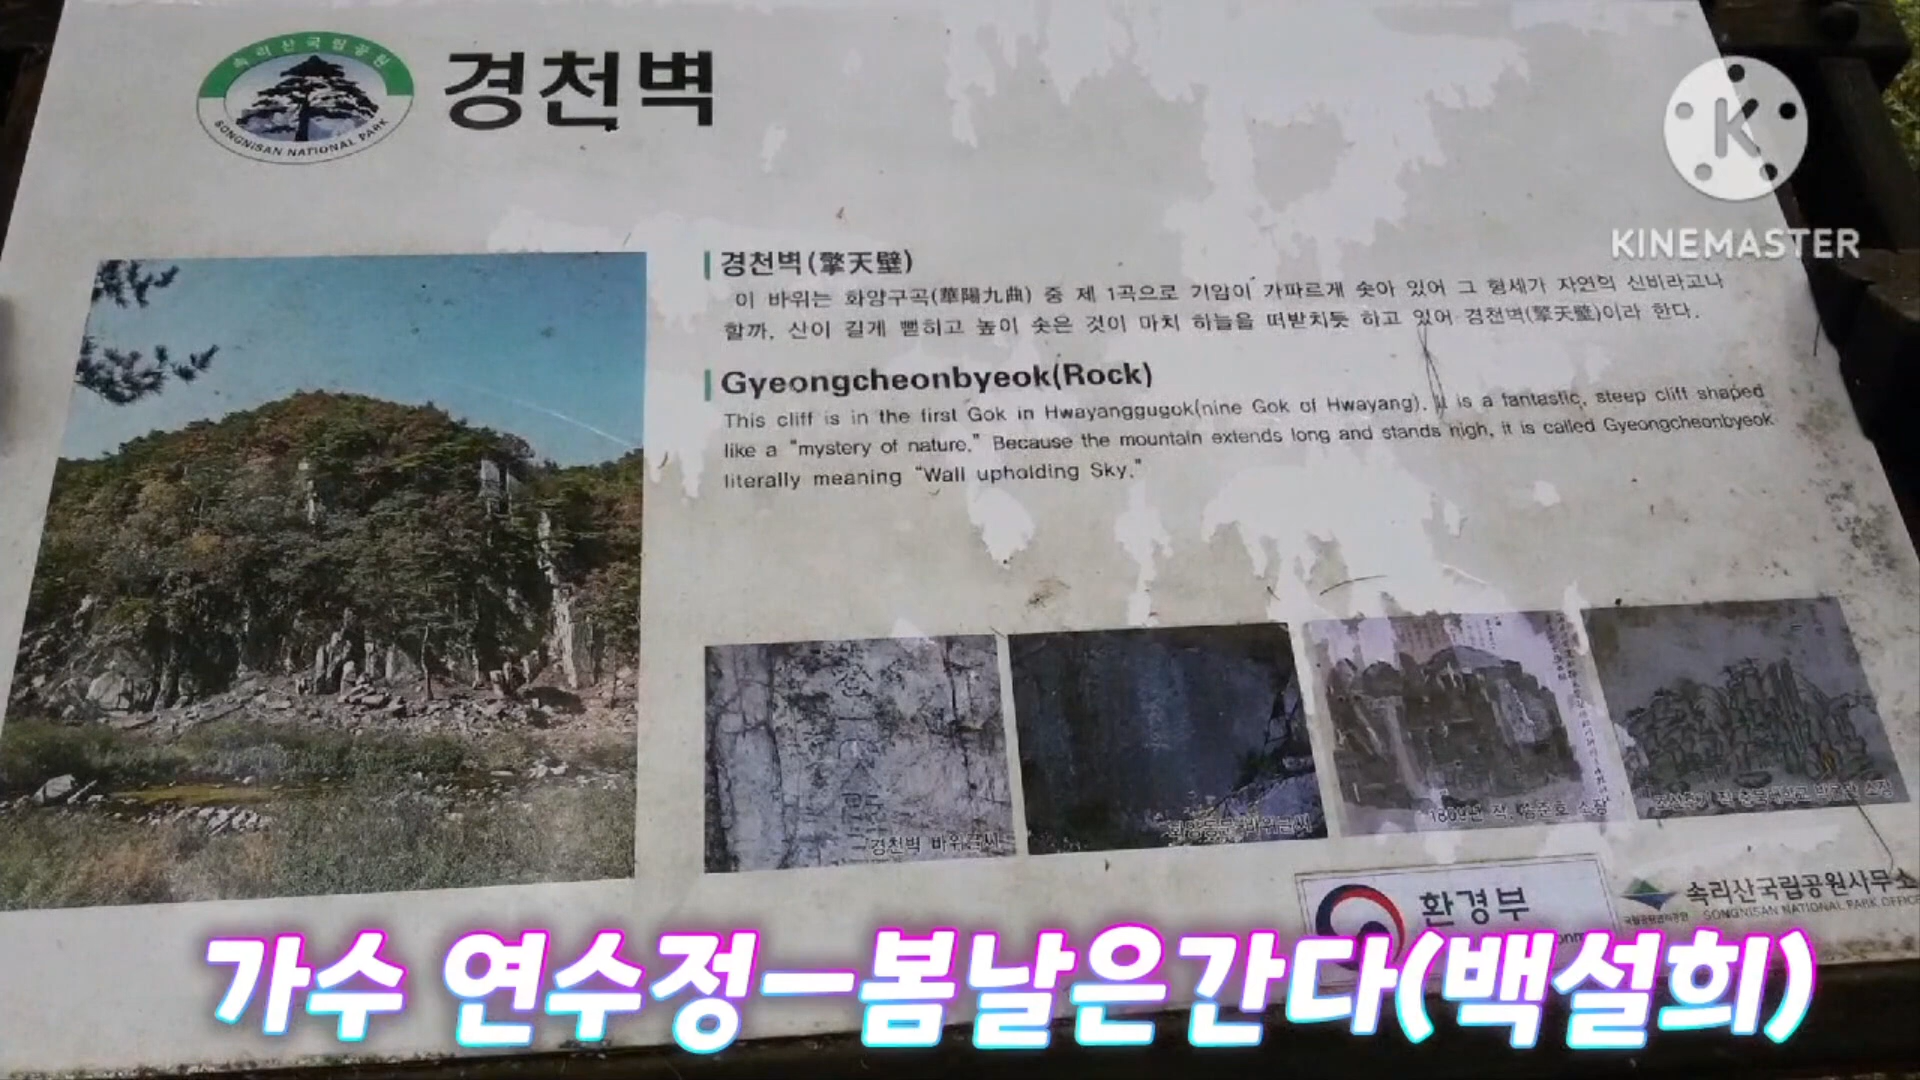 속리산국립공원
SONGNISAN NATIONAL PARK
경천벽
KINEMASTER
경천벽(擎天壁)
이 바위는 화양구곡(華陽九曲) 중 제 1곡으로 기암이 가파르게 솟아 있어 그 형세가 자연의 신비라고나
할까, 산이 길게 뻗히고 높이 솟은 것이 마치 하늘을 떠받치듯 하고 있어 경천벽(擎天壁)이라 한다.
Gyeongcheonbyeok(Rock)
This cliff is in the first Gok in Hwayanggugok(nine Gok of Hwayang). It is a fantastic, steep cliff shaped
like a "mystery of nature." Because the mountain extends long and stands high, it is called Gyeongcheonbyeok
literally meaning "Wall upholding Sky."
경천벽 바위글씨
바위글씨
환경부
속리산국립공원사무소
SONGNISAN NATIONAL PARK OFFICE
가수 연수정ㅡ봄날은간다(백설희)